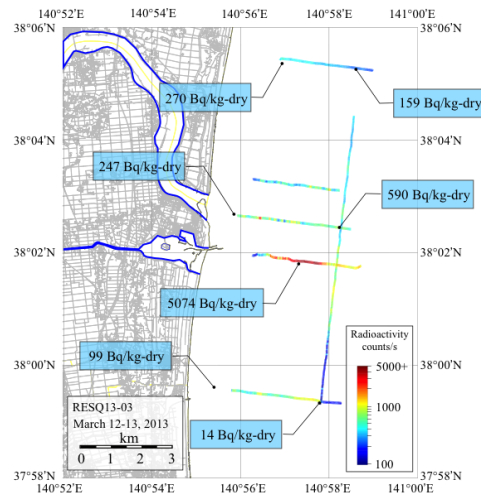 140°52'E 140°54'E 140°56'E 140°58'E 141°00'E
38°06'N 38°06'N
270 Bq/kg-dry
159 Bq/kg-dry
38°04'N 38°04'N
247 Bq/kg-dry
590 Bq/kg-dry
38°02'N 38°02'N
5074 Bq/kg-dry
99 Bq/kg-dry
38°00'N 38°00'N
Radioactivity
counts/s
5000+
1000
100
RESQ13-03
March 12-13, 2013
km
0 1 2 3
14 Bq/kg-dry
37°58'N 37°58'N
140°52'E 140°54'E 140°56'E 140°58'E 141°00'E